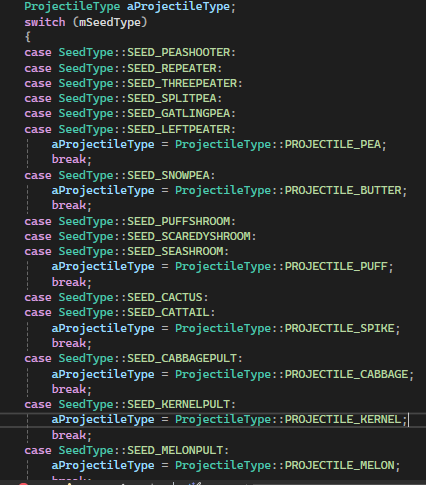 ProjectileType aProjectileType;
switch (mSeedType)
{
case SeedType::SEED_PEASHOOTER:
case SeedType::SEED_REPEATER:
case SeedType::SEED_THREEPEATER:
case SeedType::SEED_SPLITPEA:
case SeedType::SEED_GATLINGPEA:
case SeedType::SEED_LEFTPEATER:
    aProjectileType = ProjectileType::PROJECTILE_PEA;
    break;
case SeedType::SEED_SNOWPEA:
    aProjectileType = ProjectileType::PROJECTILE_BUTTER;
    break;
case SeedType::SEED_PUFFSHROOM:
case SeedType::SEED_SCAREDYSHROOM:
case SeedType::SEED_SEASHROOM:
    aProjectileType = ProjectileType::PROJECTILE_PUFF;
    break;
case SeedType::SEED_CACTUS:
case SeedType::SEED_CATTAIL:
    aProjectileType = ProjectileType::PROJECTILE_SPIKE;
    break;
case SeedType::SEED_CABBAGEPULT:
    aProjectileType = ProjectileType::PROJECTILE_CABBAGE;
    break;
case SeedType::SEED_KERNELPULT:
    aProjectileType = ProjectileType::PROJECTILE_KERNEL;
    break;
case SeedType::SEED_MELONPULT:
    aProjectileType = ProjectileType::PROJECTILE_MELON;